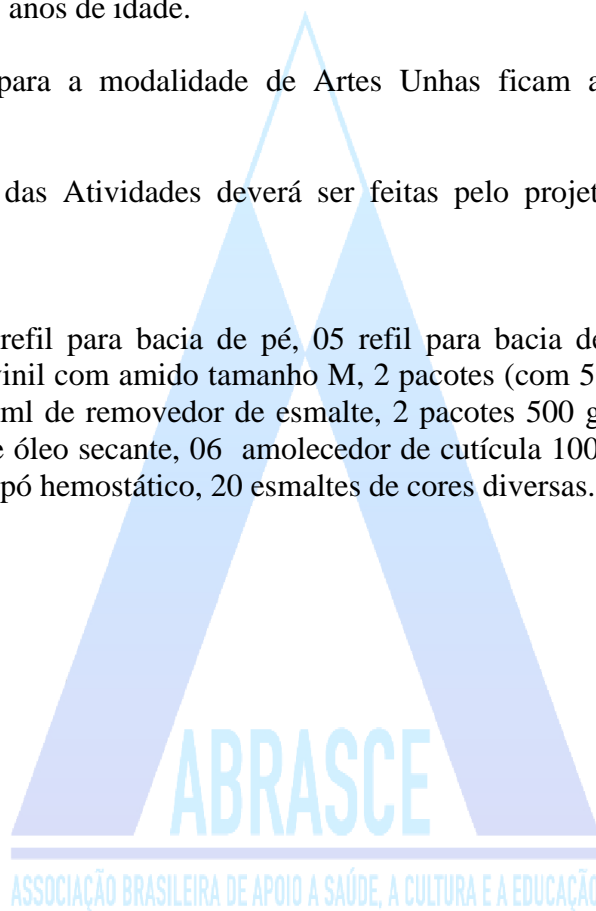 anos de idade.
para a modalidade de Artes Unhas ficam a
das Atividades deverá ser feitas pelo projet
refil para bacia de pé, 05 refil para bacia de
vinil com amido tamanho M, 2 pacotes (com 5
ml de removedor de esmalte, 2 pacotes 500 g
e óleo secante, 06 amolecedor de cutícula 100
pó hemostático, 20 esmaltes de cores diversas.
ABRASCE
ASSOCIAÇÃO BRASILEIRA DE APOIO A SAÚDE, A CULTURA E A EDUCAÇÃO